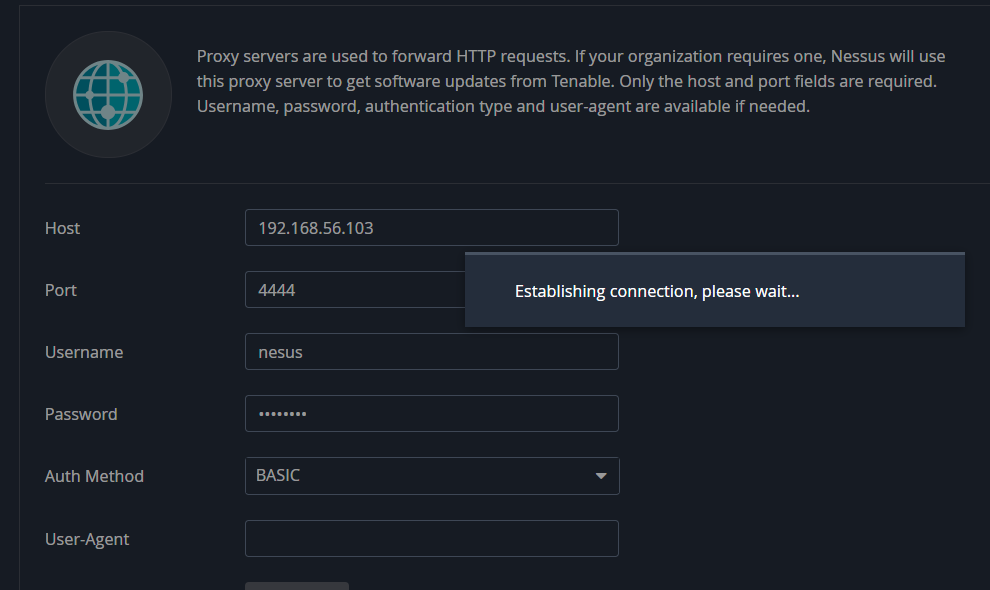 Proxy servers are used to forward HTTP requests. If your organization requires one, Nessus will use
this proxy server to get software updates from Tenable. Only the host and port fields are required.
Username, password, authentication type and user-agent are available if needed.
Host
192.168.56.103
Port
4444
Establishing connection, please wait...
Username
nesus
Password
••••••••
Auth Method
BASIC
User-Agent